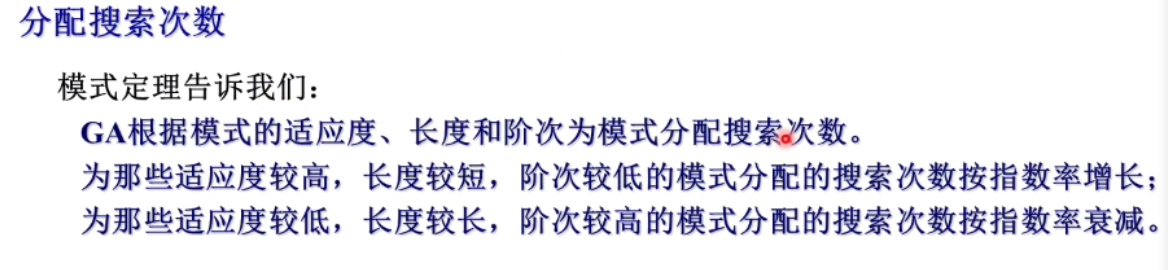 分配搜索次数
模式定理告诉我们：
GA根据模式的适应度、长度和阶次为模式分配搜索次数。
为那些适应度较高，长度较短，阶次较低的模式分配的搜索次数按指数率增长；
为那些适应度较低，长度较长，阶次较高的模式分配的搜索次数按指数率衰减。